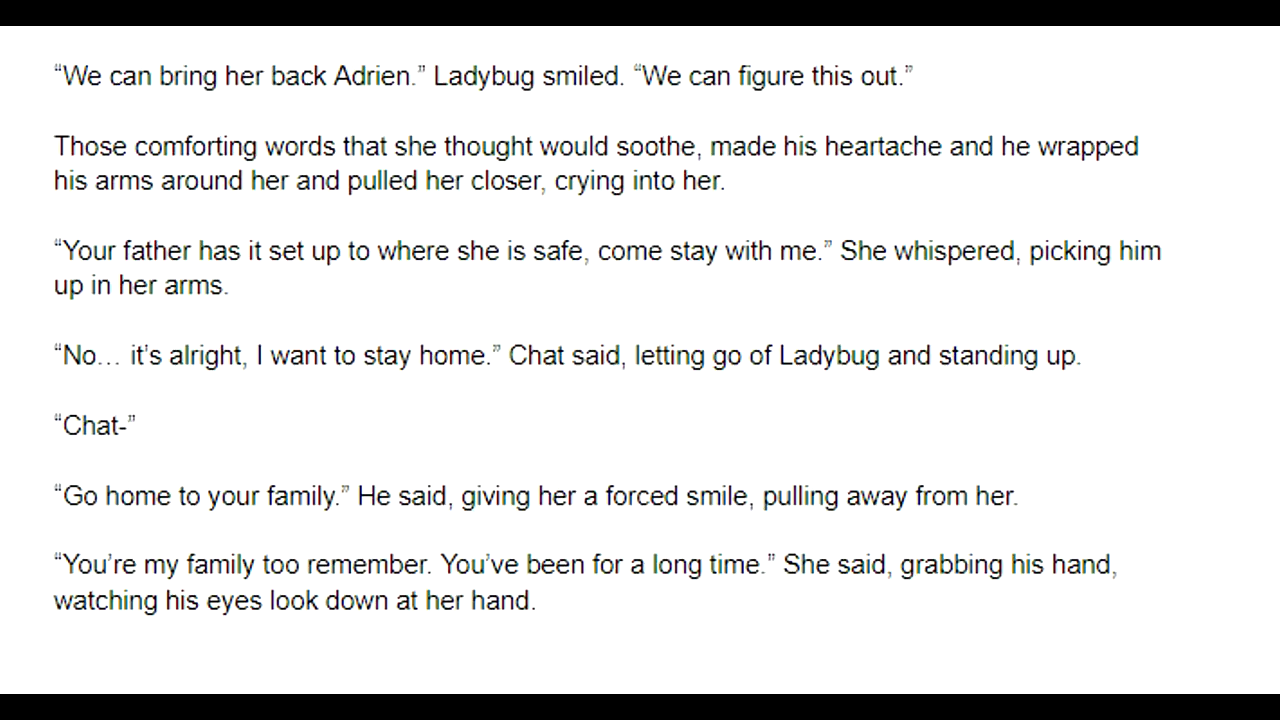 “We can bring her back Adrien.” Ladybug smiled. “We can figure this out.”
Those comforting words that she thought would soothe, made his heartache and he wrapped
his arms around her and pulled her closer, crying into her.
“Your father has it set up to where she is safe, come stay with me.” She whispered, picking him
up in her arms.
“No… it’s alright, I want to stay home.” Chat said, letting go of Ladybug and standing up.
“Chat-”
“Go home to your family.” He said, giving her a forced smile, pulling away from her.
“You’re my family too remember. You’ve been for a long time.” She said, grabbing his hand,
watching his eyes look down at her hand.